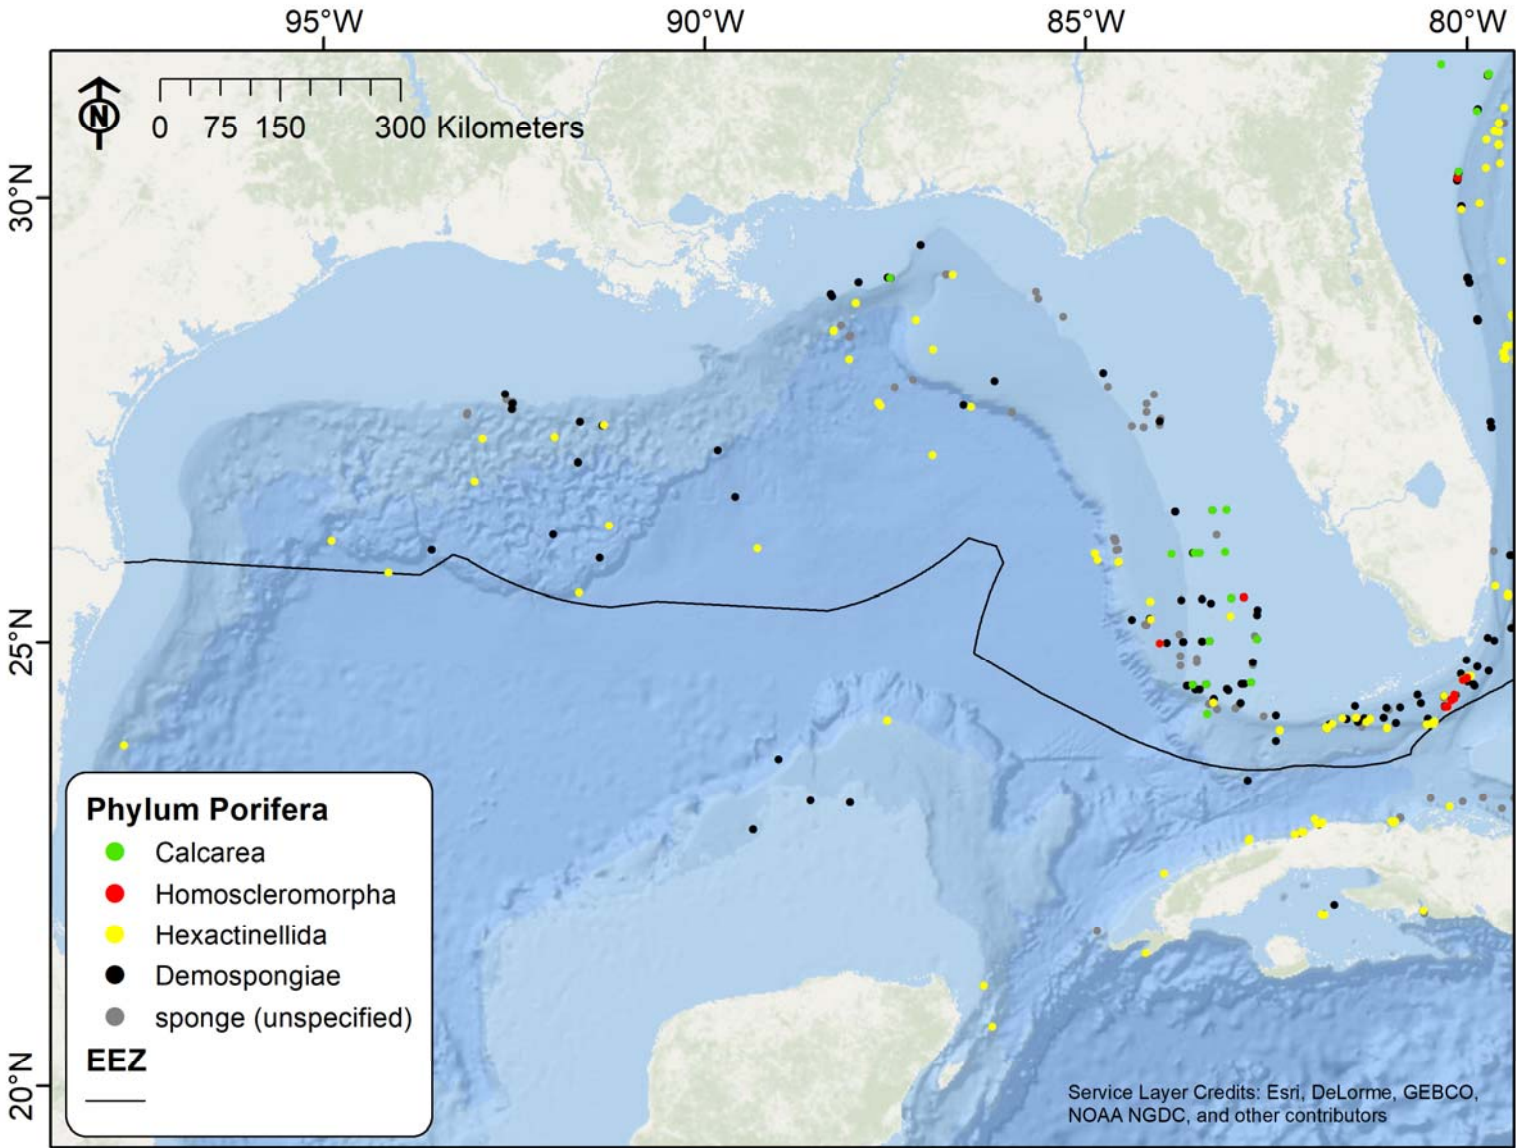 95°W 90°W 85°W 80°W
N
0 75 150 300 Kilometers
30°N
25°N
20°N
Phylum Porifera
Calcarea
Homoscleromorpha
Hexactinellida
Demospongiae
sponge (unspecified)
EEZ
Service Layer Credits: Esri, DeLorme, GEBCO,
NOAA NGDC, and other contributors